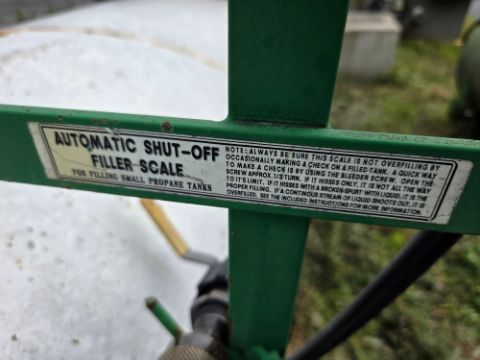 AUTOMATIC SHUT-OFF
FILLER SCALE
FOR FILLING SMALL PROPANE TANKS
NOTE: ALWAYS BE SURE THIS SCALE IS NOT OVERFILLING BY
OCCASIONALLY MAKING A CHECK ON A FILLED TANK. A QUICK WAY
TO MAKE A CHECK IS BY USING THE BLEEDER SCREW. OPEN THE
SCREW APPROX. 1/2 TURN. IF IT HISSES ONLY, IT IS NOT ALL THE WAY
TO IT'S LIMIT. IF IT HISSES WITH A BROKEN SPURT WITH LIQUID, IT IS
PROPER FILLING. IF A CONTINOUS STREAM OF LIQUID SHOOTS OUT, IT IS
OVERFILLED. SEE THE INCLUDED INSTRUCTIONS FOR MORE INFORMATION.